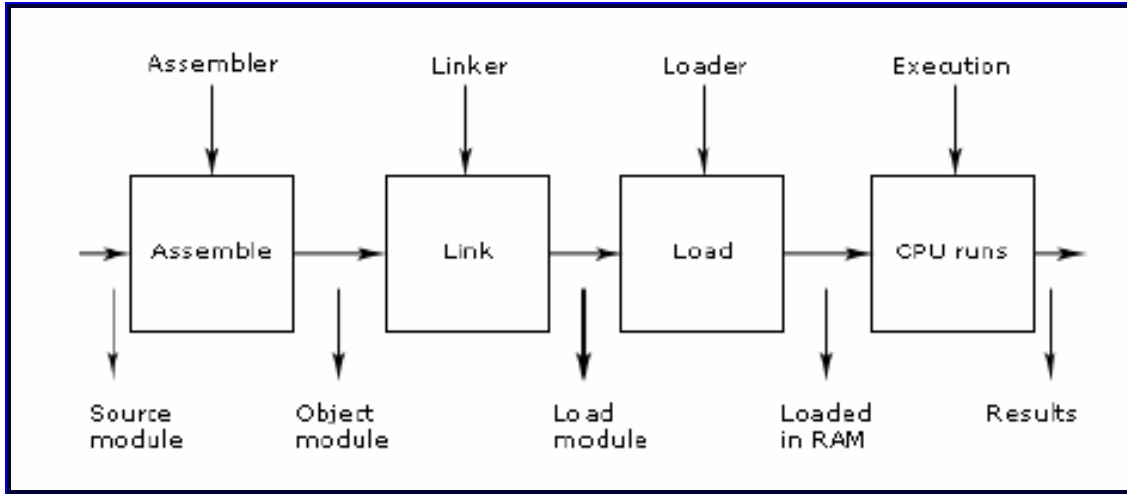 Assembler
Linker
Loader
Execution
Assemble
Link
Load
CPU runs
Source
module
Object
module
Load
module
Loaded
in RAM
Results